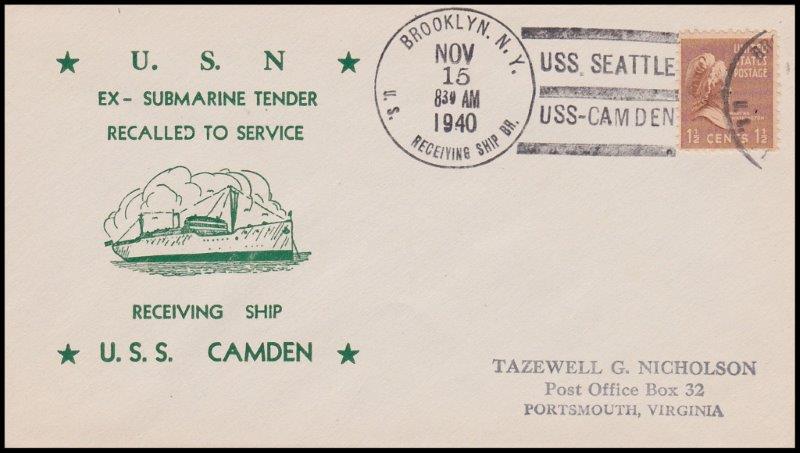 ★ U. S. N ★
EX- SUBMARINE TENDER
RECALLED TO SERVICE
RECEIVING SHIP
★ U.S.S. CAMDEN ★
BROOKLYN, N.Y.
NOV
15
830 AM
1940
U. S. RECEIVING SHIP BR.
USS. SEATTLE
USS-CAMDEN
UNITED
STATES
POSTAGE
1½ CENTS 1½
TAZEWELL G. NICHOLSON
Post Office Box 32
PORTSMOUTH, VIRGINIA